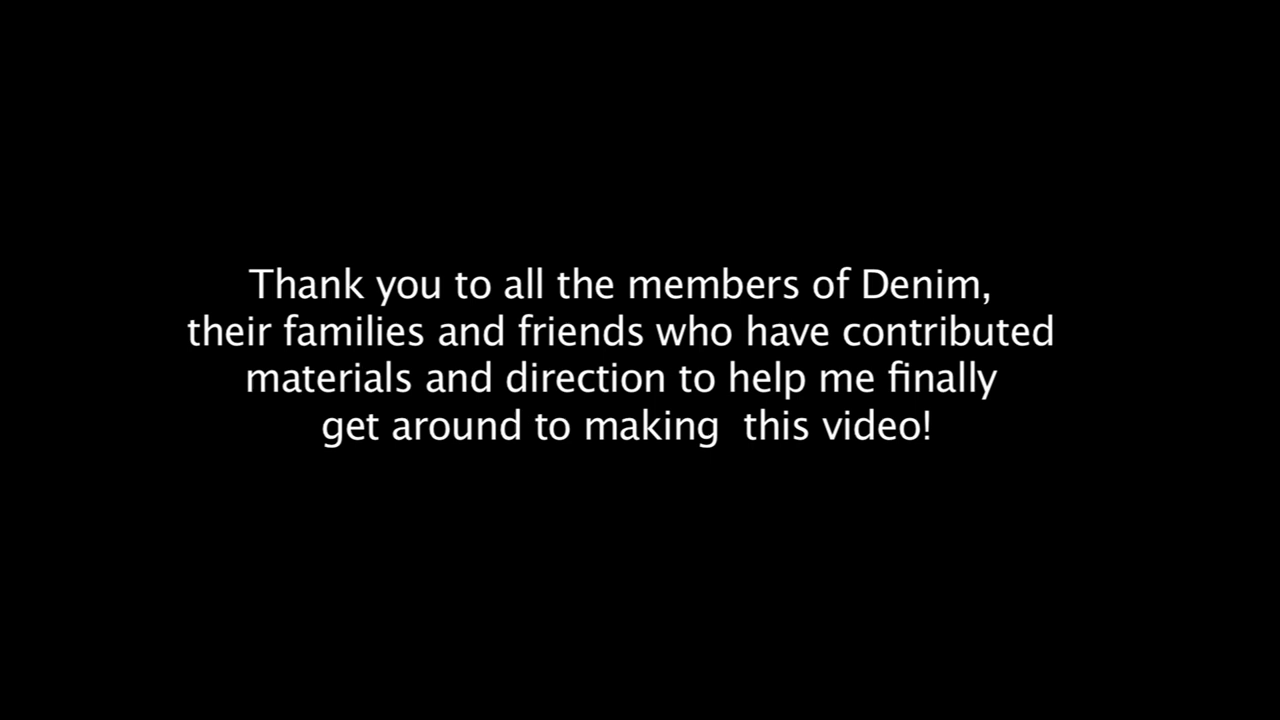 Thank you to all the members of Denim,
their families and friends who have contributed
materials and direction to help me finally
get around to making  this video!